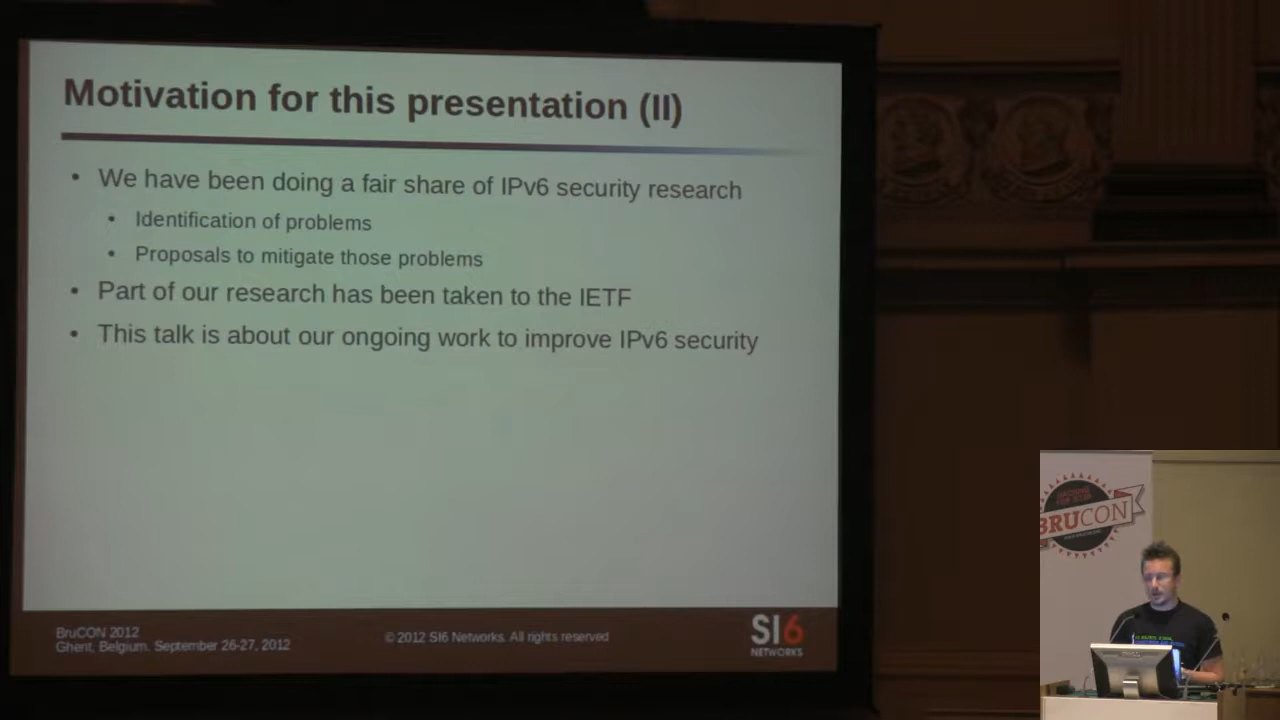 Motivation for this presentation (II)
• We have been doing a fair share of IPv6 security research
• Identification of problems
• Proposals to mitigate those problems
• Part of our research has been taken to the IETF
• This talk is about our ongoing work to improve IPv6 security
BruCON 2012
Ghent, Belgium. September 26-27, 2012
© 2012 SI6 Networks. All rights reserved
SI6
NETWORKS
BRUCON